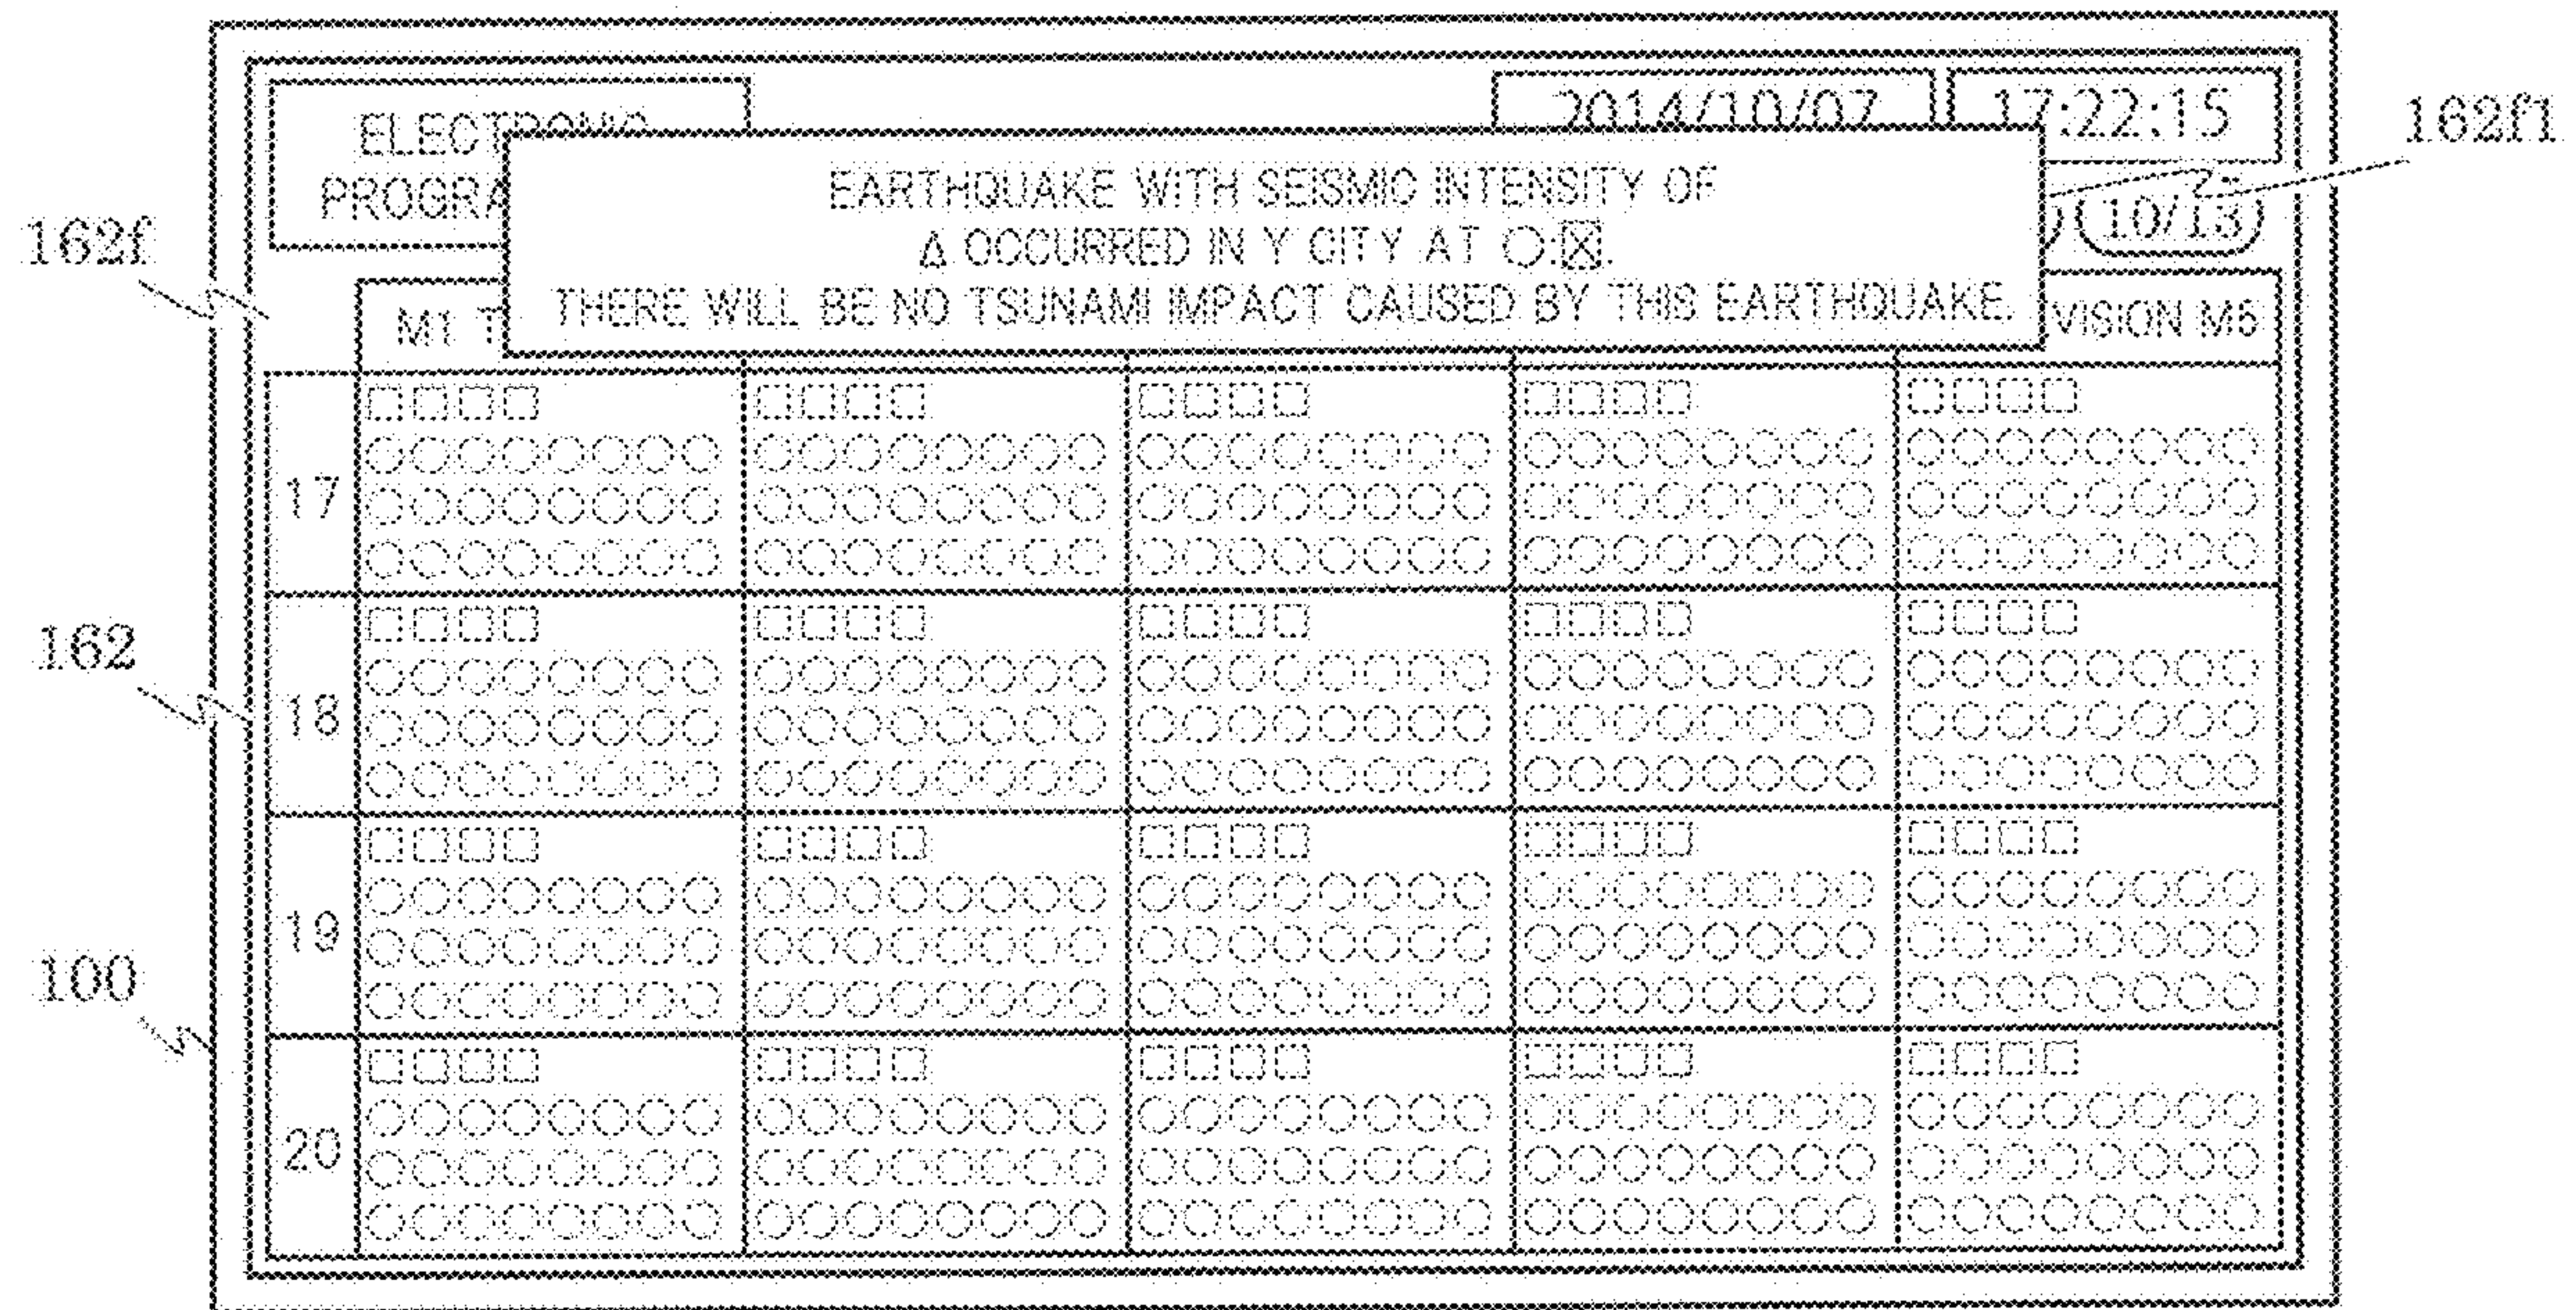 ELECTRONIC
PROGRA
2014/10/07
17:22:15
162f1
EARTHQUAKE WITH SEISMIC INTENSITY OF
Δ OCCURRED IN Y CITY AT ○:☒.
THERE WILL BE NO TSUNAMI IMPACT CAUSED BY THIS EARTHQUAKE.
10/13
162f
M1 T
VISION M6
□□□□ □□□□ □□□□ □□□□ □□□□
○○○○○○○○ ○○○○○○○○ ○○○○○○○○ ○○○○○○○○ ○○○○○○○○
17 ○○○○○○○○ ○○○○○○○○ ○○○○○○○○ ○○○○○○○○ ○○○○○○○○
○○○○○○○○ ○○○○○○○○ ○○○○○○○○ ○○○○○○○○ ○○○○○○○○
□□□□ □□□□ □□□□ □□□□ □□□□
162
○○○○○○○○ ○○○○○○○○ ○○○○○○○○ ○○○○○○○○ ○○○○○○○○
18 ○○○○○○○○ ○○○○○○○○ ○○○○○○○○ ○○○○○○○○ ○○○○○○○○
○○○○○○○○ ○○○○○○○○ ○○○○○○○○ ○○○○○○○○ ○○○○○○○○
□□□□ □□□□ □□□□ □□□□ □□□□
○○○○○○○○ ○○○○○○○○ ○○○○○○○○ ○○○○○○○○ ○○○○○○○○
19 ○○○○○○○○ ○○○○○○○○ ○○○○○○○○ ○○○○○○○○ ○○○○○○○○
100
○○○○○○○○ ○○○○○○○○ ○○○○○○○○ ○○○○○○○○ ○○○○○○○○
□□□□ □□□□ □□□□ □□□□ □□□□
○○○○○○○○ ○○○○○○○○ ○○○○○○○○ ○○○○○○○○ ○○○○○○○○
20 ○○○○○○○○ ○○○○○○○○ ○○○○○○○○ ○○○○○○○○ ○○○○○○○○
○○○○○○○○ ○○○○○○○○ ○○○○○○○○ ○○○○○○○○ ○○○○○○○○